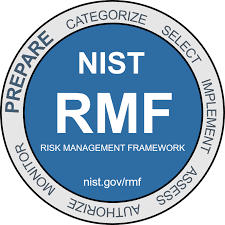 PREPARE
CATEGORIZE
SELECT
IMPLEMENT
ASSESS
AUTHORIZE
MONITOR
NIST
RMF
RISK MANAGEMENT FRAMEWORK
nist.gov/rmf